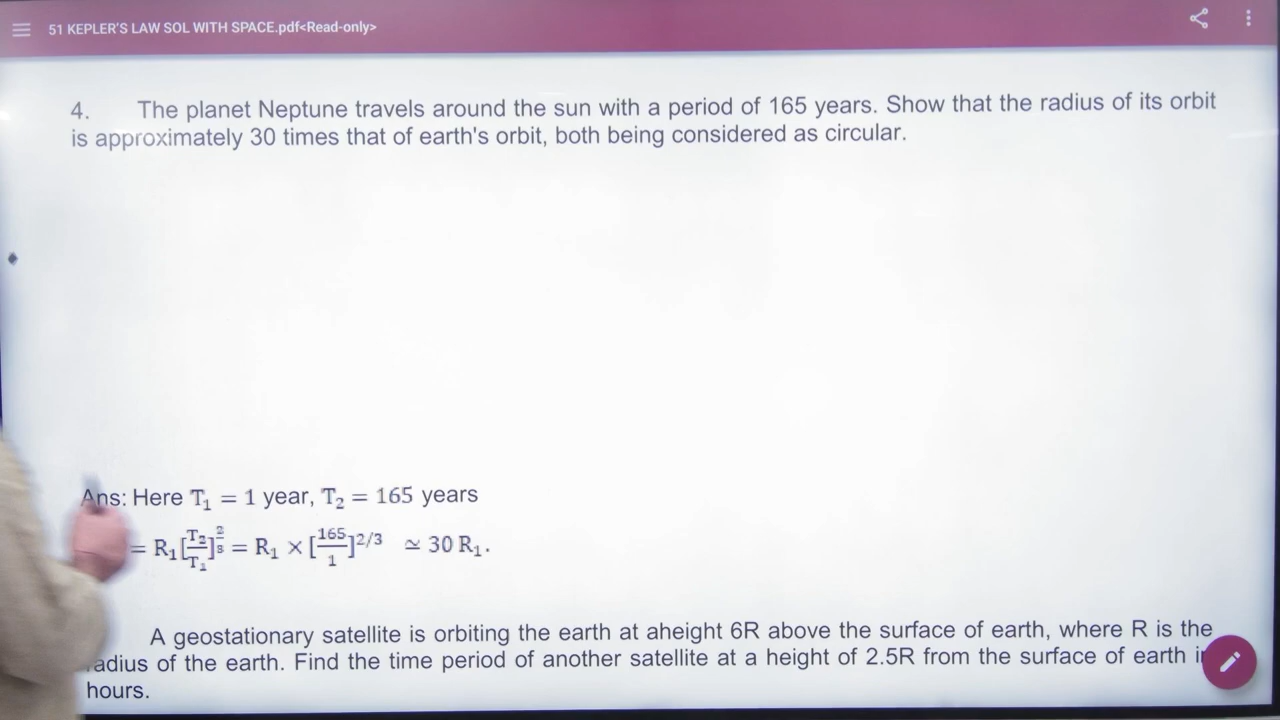 51 KEPLER'S LAW SOL WITH SPACE.pdf<Read-only>
4. The planet Neptune travels around the sun with a period of 165 years. Show that the radius of its orbit
is approximately 30 times that of earth's orbit, both being considered as circular.
Ans: Here T₁ = 1 year, T₂ = 165 years
= R₁[T₂/T₁]^2/3 = R₁ × [165/1]^2/3 ≃ 30 R₁.
A geostationary satellite is orbiting the earth at aheight 6R above the surface of earth, where R is the
radius of the earth. Find the time period of another satellite at a height of 2.5R from the surface of earth in
hours.